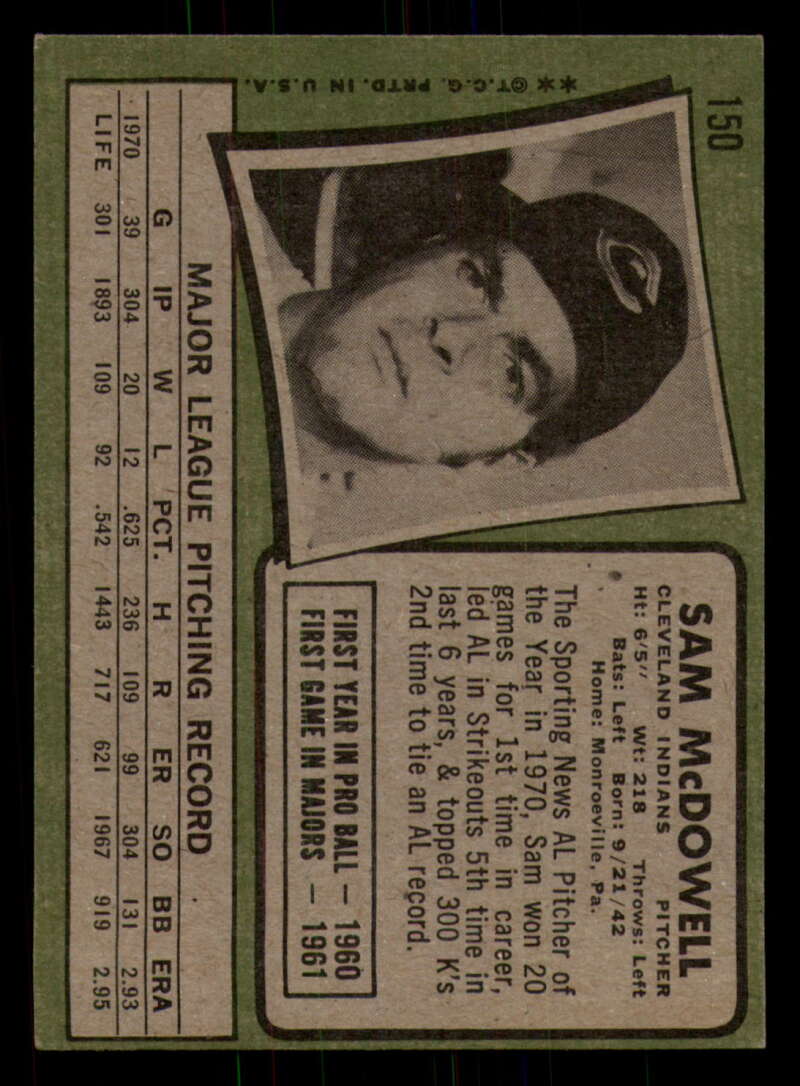 150
** ©T.C.G. PRTD. IN U.S.A.
SAM McDOWELL
CLEVELAND INDIANS PITCHER
Ht: 6'5" Wt: 218 Throws: Left
Bats: Left Born: 9/21/42
Home: Monroeville, Pa.
The Sporting News AL Pitcher of
the Year in 1970, Sam won 20
games for 1st time in career,
led AL in Strikeouts 5th time in
last 6 years, & topped 300 K's
2nd time to tie an AL record.
FIRST YEAR IN PRO BALL — 1960
FIRST GAME IN MAJORS — 1961
MAJOR LEAGUE PITCHING RECORD
G IP W L PCT. H R ER SO BB ERA
1970 39 304 20 12 .625 236 109 99 304 131 2.93
LIFE 301 1893 109 92 .542 1443 717 621 1967 919 2.95